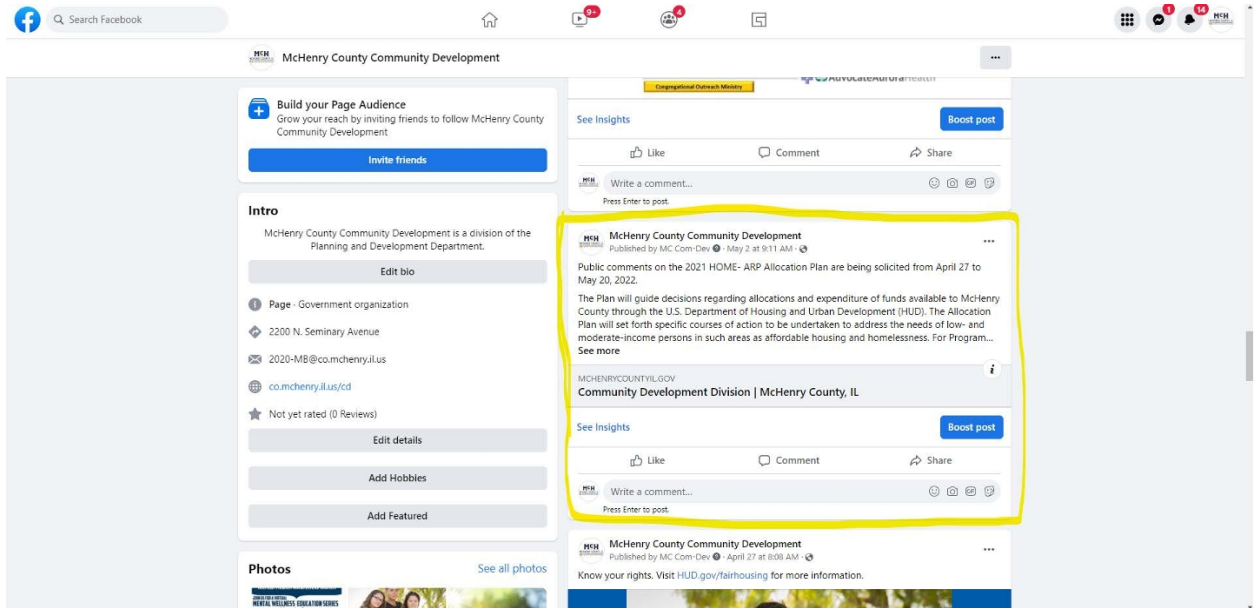 Search Facebook
9+
4
1
14
MCH
MCH
McHenry County Community Development
...
Build your Page Audience
Grow your reach by inviting friends to follow McHenry County
Community Development
Invite friends
Intro
McHenry County Community Development is a division of the
Planning and Development Department.
Edit bio
Page · Government organization
2200 N. Seminary Avenue
2020-MB@co.mchenry.il.us
co.mchenry.il.us/cd
Not yet rated (0 Reviews)
Edit details
Add Hobbies
Add Featured
Photos
See all photos
MENTAL WELLNESS EDUCATION SERIES
Congregational Outreach Ministry
AdvocateAuroraHealth
See Insights
Boost post
Like
Comment
Share
MCH
Write a comment...
GIF
Press Enter to post.
MCH
McHenry County Community Development
Published by MC Com-Dev · May 2 at 9:11 AM ·
...
Public comments on the 2021 HOME- ARP Allocation Plan are being solicited from April 27 to
May 20, 2022.
The Plan will guide decisions regarding allocations and expenditure of funds available to McHenry
County through the U.S. Department of Housing and Urban Development (HUD). The Allocation
Plan will set forth specific courses of action to be undertaken to address the needs of low- and
moderate-income persons in such areas as affordable housing and homelessness. For Program...
See more
i
MCHENRYCOUNTYIL.GOV
Community Development Division | McHenry County, IL
See Insights
Boost post
Like
Comment
Share
MCH
Write a comment...
GIF
Press Enter to post.
MCH
McHenry County Community Development
Published by MC Com-Dev · April 27 at 8:08 AM ·
...
Know your rights. Visit HUD.gov/fairhousing for more information.